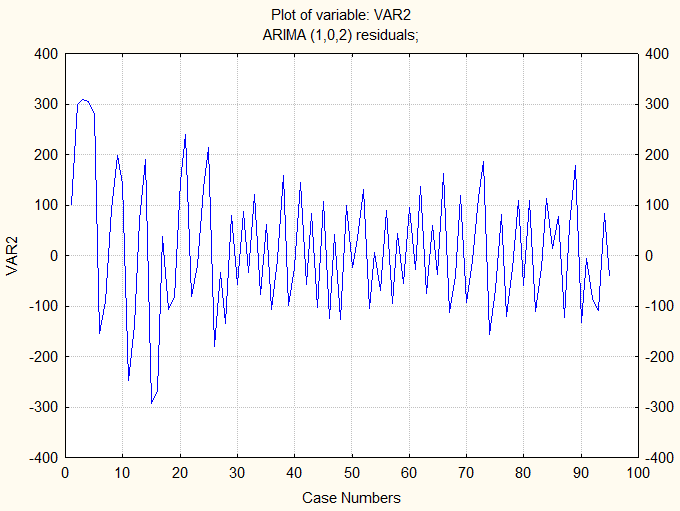 Plot of variable: VAR2
ARIMA (1,0,2) residuals;
400 400
300 300
200 200
100 100
0 0
-100 -100
-200 -200
-300 -300
-400 -400
VAR2
0 10 20 30 40 50 60 70 80 90 100
Case Numbers